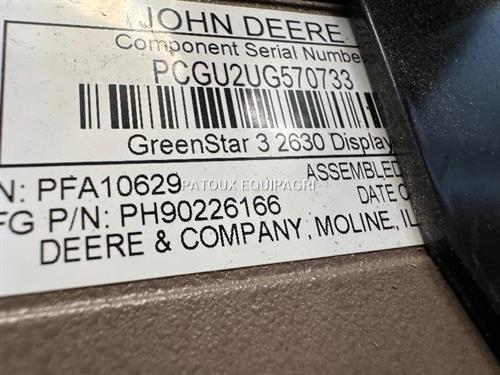 JOHN DEERE
Component Serial Number
PCGU2UG570733
GreenStar 3 2630 Display
N: PFA10629 ASSEMBLED
FG P/N: PH90226166 DATE O
DEERE & COMPANY, MOLINE, IL
PATOUX EQUIPAGRI